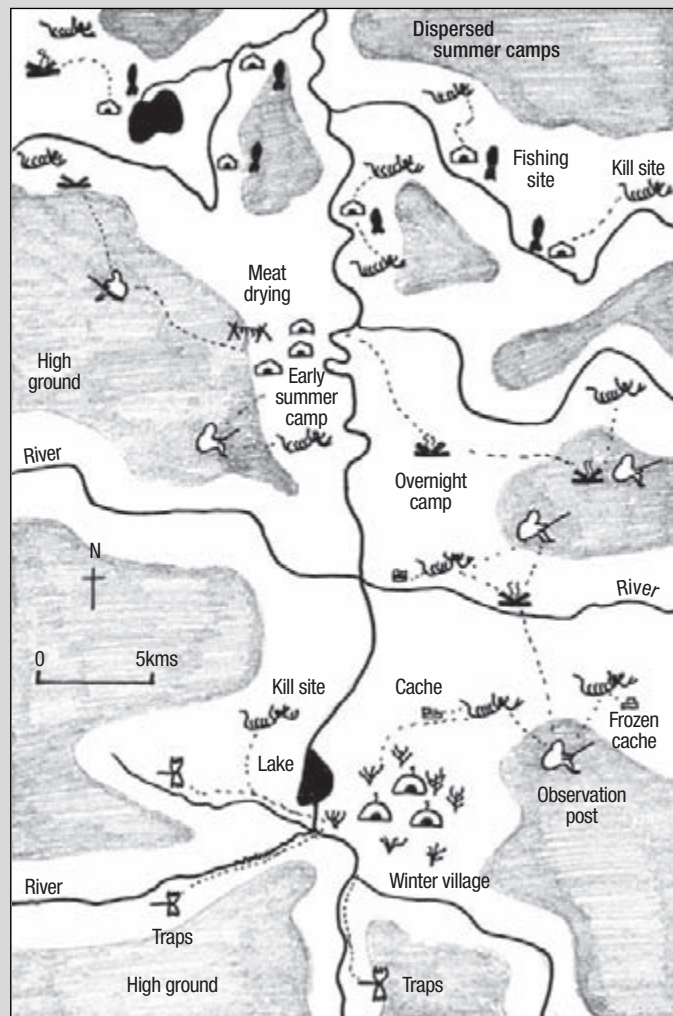 Dispersed
summer camps
Fishing
site
Kill site
Meat
drying
High
ground
Early
summer
camp
River
Overnight
camp
N
River
0 5kms
Kill site
Cache
Lake
Frozen
cache
Observation
post
River
Winter village
Traps
High ground
Traps